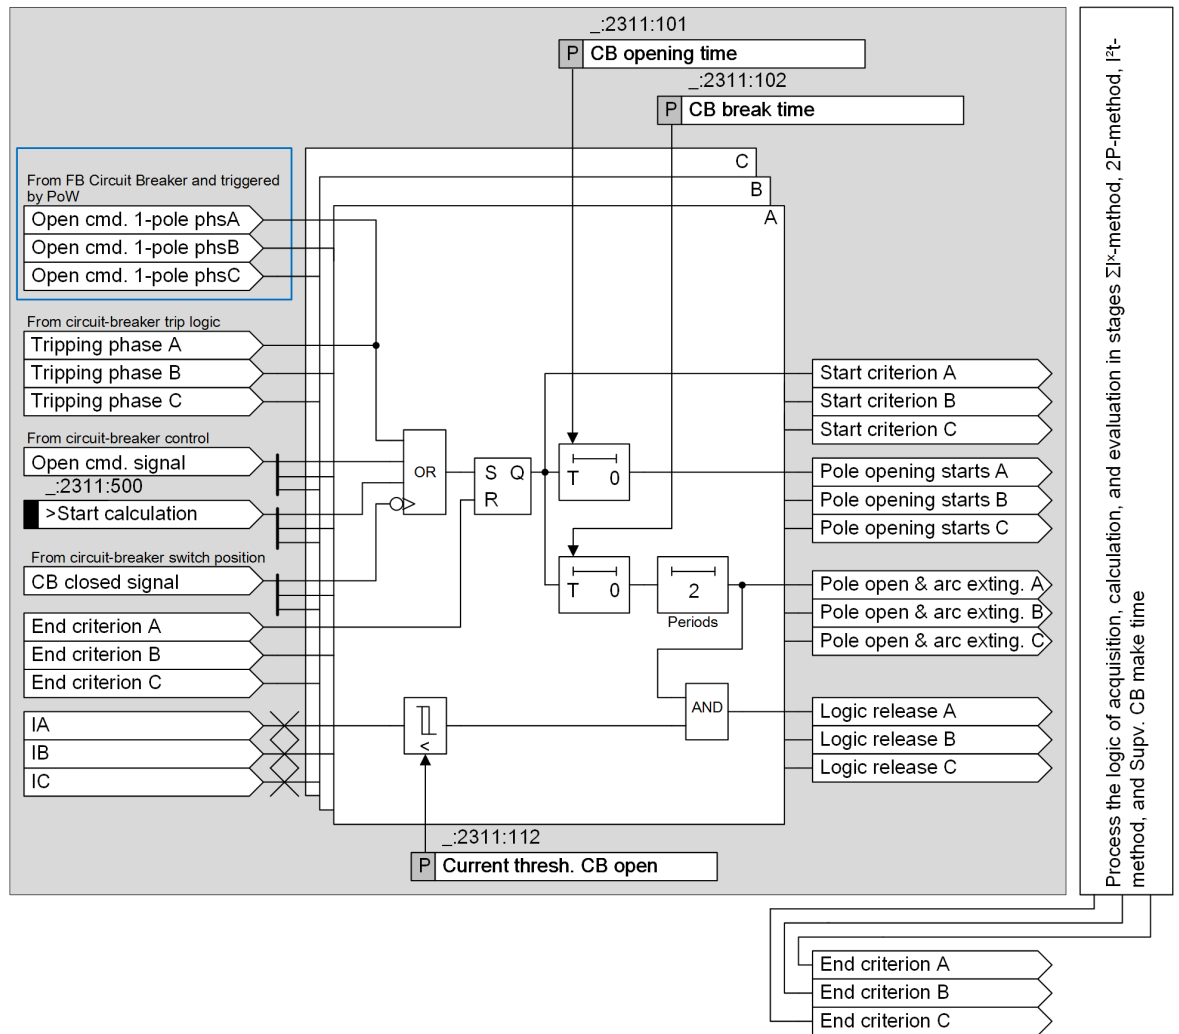 _:2311:101
P CB opening time
_:2311:102
P CB break time
C
B
A
From FB Circuit Breaker and triggered
by PoW
Open cmd. 1-pole phsA
Open cmd. 1-pole phsB
Open cmd. 1-pole phsC
From circuit-breaker trip logic
Tripping phase A
Tripping phase B
Tripping phase C
From circuit-breaker control
Open cmd. signal
_:2311:500
>Start calculation
From circuit-breaker switch position
CB closed signal
End criterion A
End criterion B
End criterion C
IA
IB
IC
OR
S Q
R
T 0
T 0
2
Periods
AND
<
_:2311:112
P Current thresh. CB open
Start criterion A
Start criterion B
Start criterion C
Pole opening starts A
Pole opening starts B
Pole opening starts C
Pole open & arc exting. A
Pole open & arc exting. B
Pole open & arc exting. C
Logic release A
Logic release B
Logic release C
Process the logic of acquisition, calculation, and evaluation in stages ΣIˣ-method, 2P-method, I²t-
method, and Supv. CB make time
End criterion A
End criterion B
End criterion C